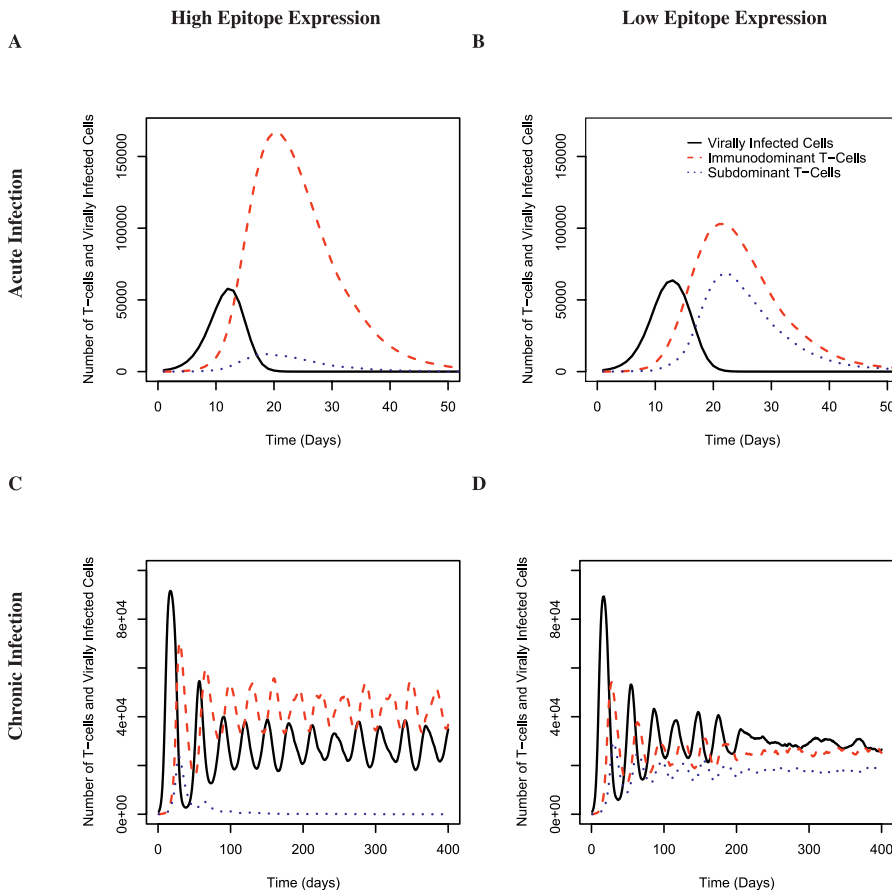 High Epitope Expression
Low Epitope Expression
A
B
Acute Infection
Number of T-cells and Virally Infected Cells
0 50000 100000 150000
0 10 20 30 40 50
Time (Days)
Number of T-cells and Virally Infected Cells
0 50000 100000 150000
Virally Infected Cells
Immunodominant T-Cells
Subdominant T-Cells
0 10 20 30 40 50
Time (Days)
C
D
Chronic Infection
Number of T-cells and Virally Infected Cells
0e+00 4e+04 8e+04
0 100 200 300 400
Time (days)
Number of T-cells and Virally Infected Cells
0e+00 4e+04 8e+04
0 100 200 300 400
Time (Days)